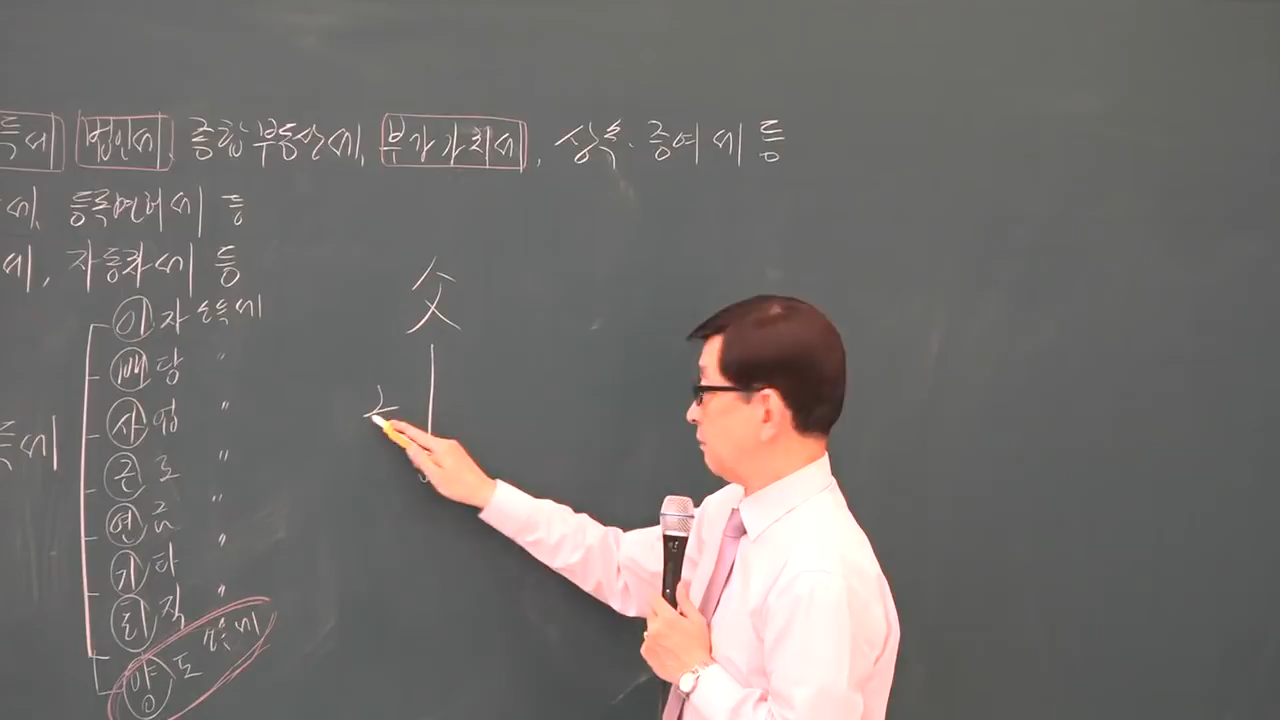 득세 법인세, 종합부동산세, 부가가치세, 상속·증여세 등
세, 등록면허세 등
세, 자동차세 등
이자 소득세
배당 "
사업 "
근로 "
연금 "
기타 "
퇴직 "
양도 소득세
득세
父